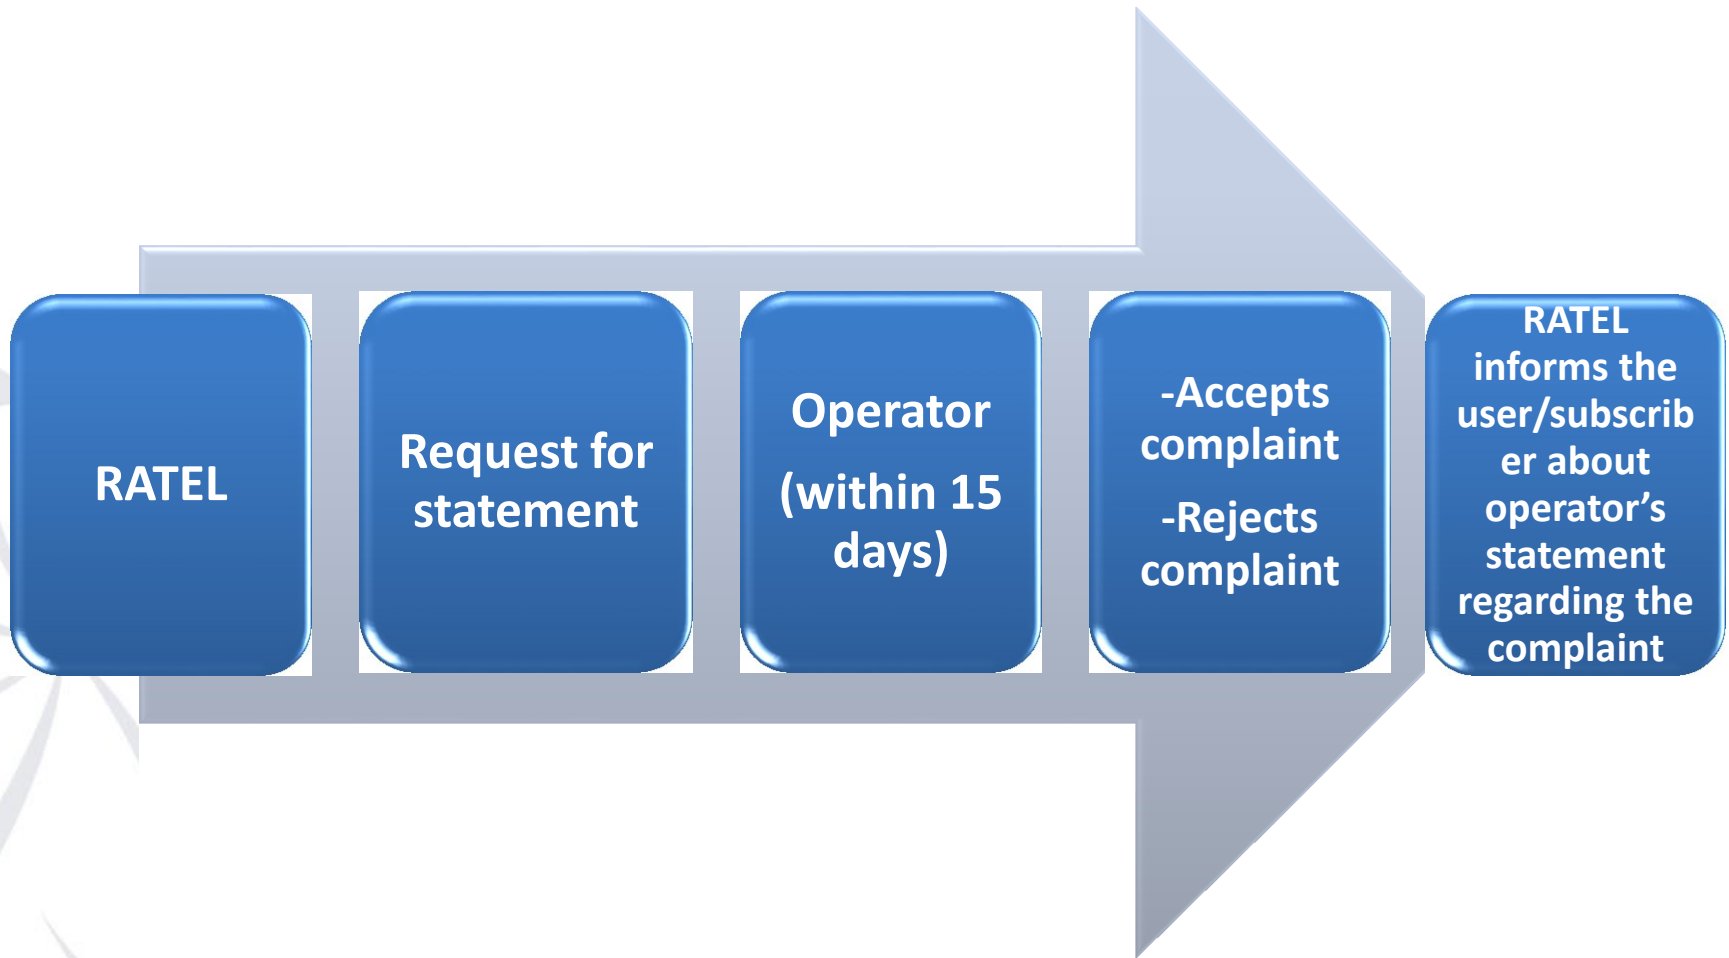 RATEL
Request for
statement
Operator
(within 15
days)
-Accepts
complaint
-Rejects
complaint
RATEL
informs the
user/subscrib
er about
operator’s
statement
regarding the
complaint